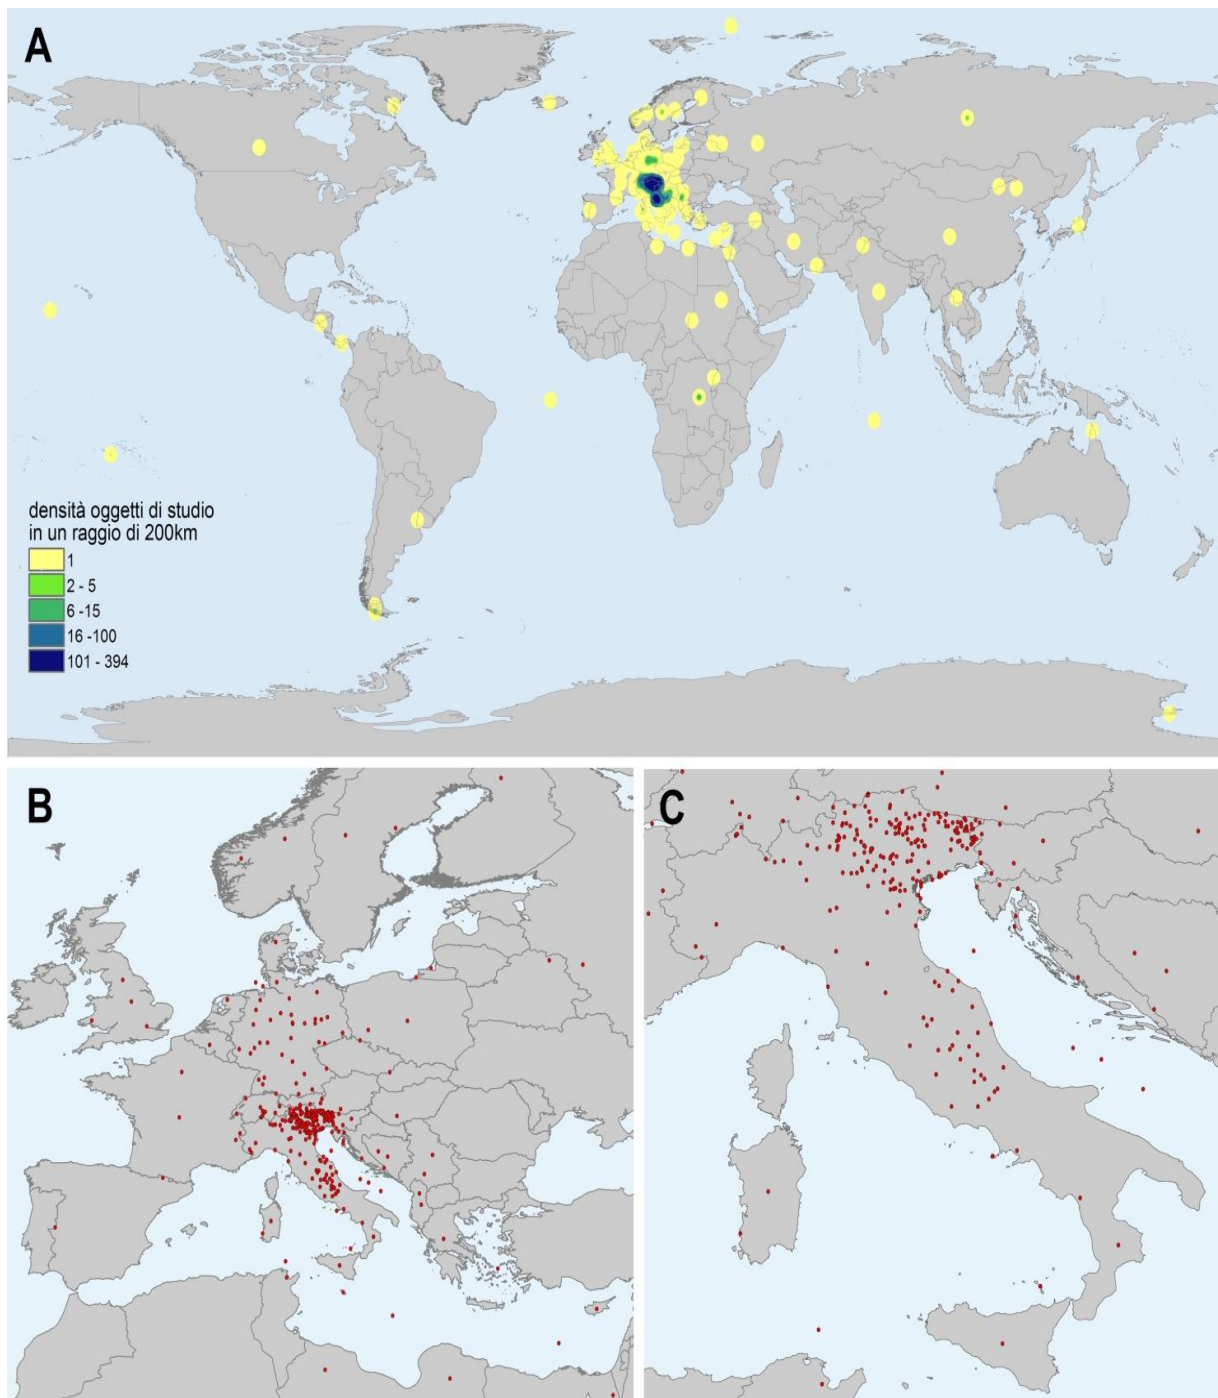 A
densità oggetti di studio
in un raggio di 200km
1
2 - 5
6 -15
16 -100
101 - 394
B
C